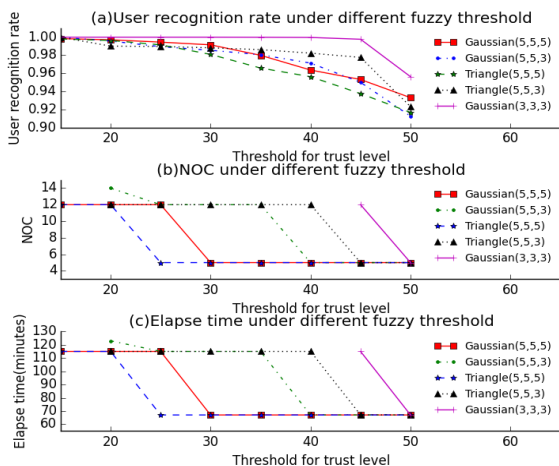 (a)User recognition rate under different fuzzy threshold
User recognition rate
1.00
0.98
0.96
0.94
0.92
0.90
20
30
40
50
60
Threshold for trust level
Gaussian(5,5,5)
Gaussian(5,5,3)
Triangle(5,5,5)
Triangle(5,5,3)
Gaussian(3,3,3)
(b)NOC under different fuzzy threshold
NOC
14
12
10
8
6
4
20
30
40
50
60
Threshold for trust level
Gaussian(5,5,5)
Gaussian(5,5,3)
Triangle(5,5,5)
Triangle(5,5,3)
Gaussian(3,3,3)
(c)Elapse time under different fuzzy threshold
Elapse time(minutes)
130
120
110
100
90
80
70
60
20
30
40
50
60
Threshold for trust level
Gaussian(5,5,5)
Gaussian(5,5,3)
Triangle(5,5,5)
Triangle(5,5,3)
Gaussian(3,3,3)